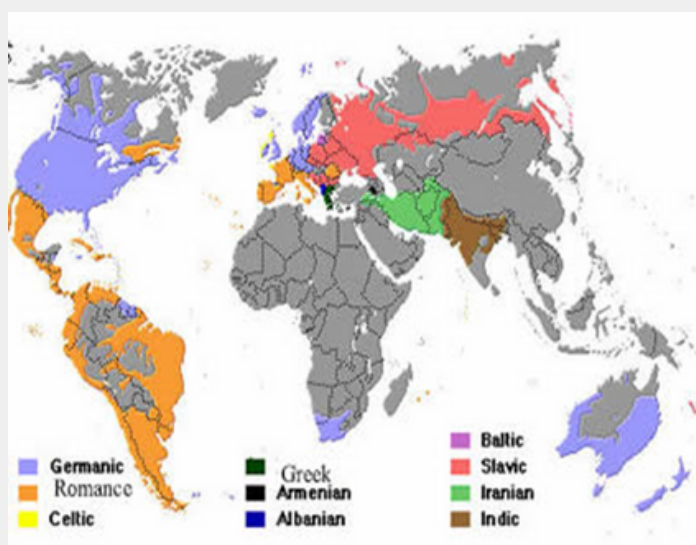 Germanic
Romance
Celtic
Greek
Armenian
Albanian
Baltic
Slavic
Iranian
Indic